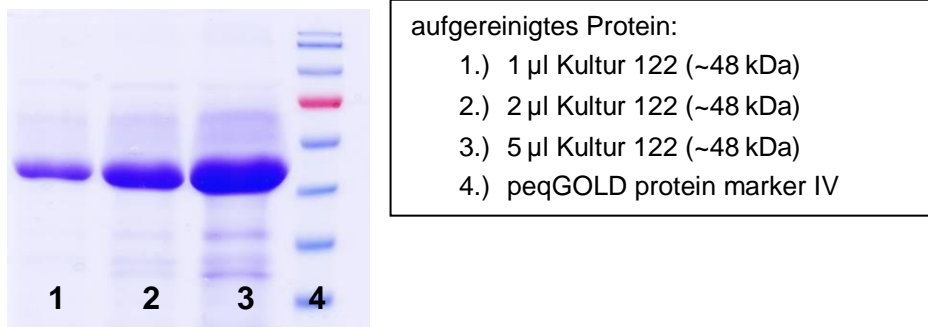 aufgereinigtes Protein:
1.) 1 µl Kultur 122 (~48 kDa)
2.) 2 µl Kultur 122 (~48 kDa)
3.) 5 µl Kultur 122 (~48 kDa)
4.) peqGOLD protein marker IV
1 2 3 4